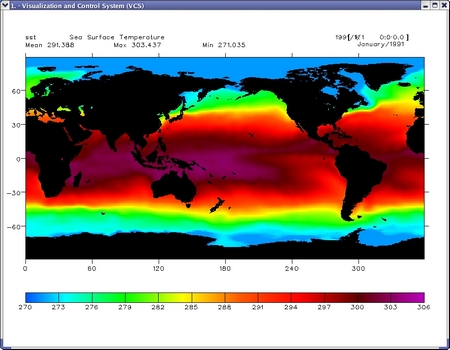 1. - Visualization and Control System (VCS)
sst Sea Surface Temperature
Mean 291.388 Max 303.437 Min 271.035
0:0:0.0
January/1991
60
30
0
-30
-60
0 60 120 180 240 300
270 273 276 279 282 285 288 291 294 297 300 303 306